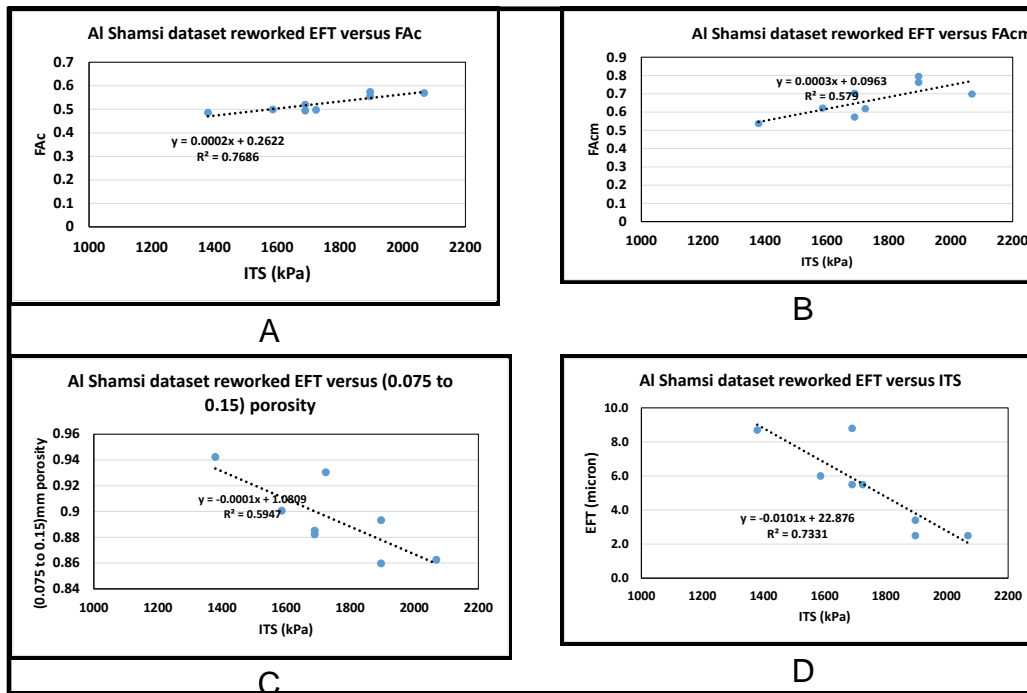 Al Shamsi dataset reworked EFT versus FAc
0.7
0.6
0.5
0.4
0.3
0.2
0.1
0
FAc
y = 0.0002x + 0.2622
R² = 0.7686
1000 1200 1400 1600 1800 2000 2200
ITS (kPa)
A
Al Shamsi dataset reworked EFT versus FAcm
0.9
0.8
0.7
0.6
0.5
0.4
0.3
0.2
0.1
0
FAcm
y = 0.0003x + 0.0963
R² = 0.579
1000 1200 1400 1600 1800 2000 2200
ITS (kPa)
B
Al Shamsi dataset reworked EFT versus (0.075 to
0.15) porosity
0.96
0.94
0.92
0.9
0.88
0.86
0.84
(0.075 to 0.15)mm porosity
y = -0.0001x + 1.0809
R² = 0.5947
1000 1200 1400 1600 1800 2000 2200
ITS (kPa)
C
Al Shamsi dataset reworked EFT versus ITS
10.0
8.0
6.0
4.0
2.0
0.0
EFT (micron)
y = -0.0101x + 22.876
R² = 0.7331
1000 1200 1400 1600 1800 2000 2200
ITS (kPa)
D